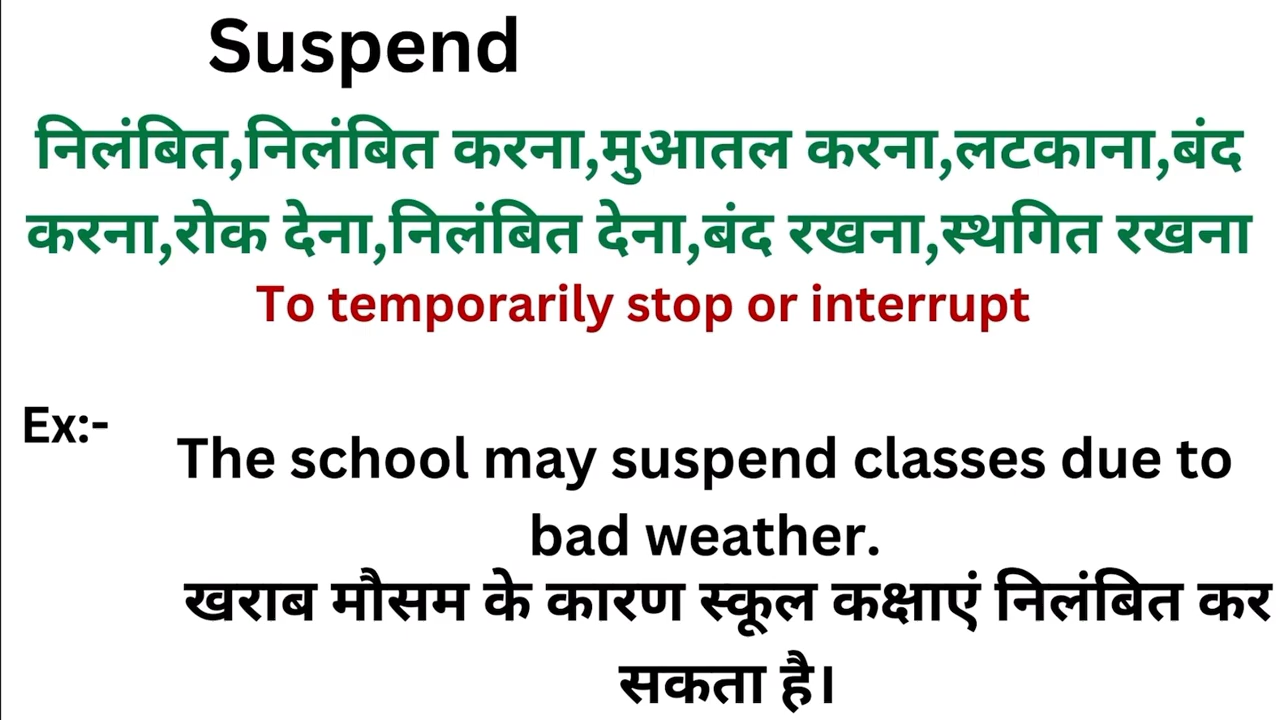 Suspend
निलंबित,निलंबित करना,मुआतल करना,लटकाना,बंद
करना,रोक देना,निलंबित देना,बंद रखना,स्थगित रखना
To temporarily stop or interrupt
Ex:-
The school may suspend classes due to
bad weather.
खराब मौसम के कारण स्कूल कक्षाएं निलंबित कर
सकता है।